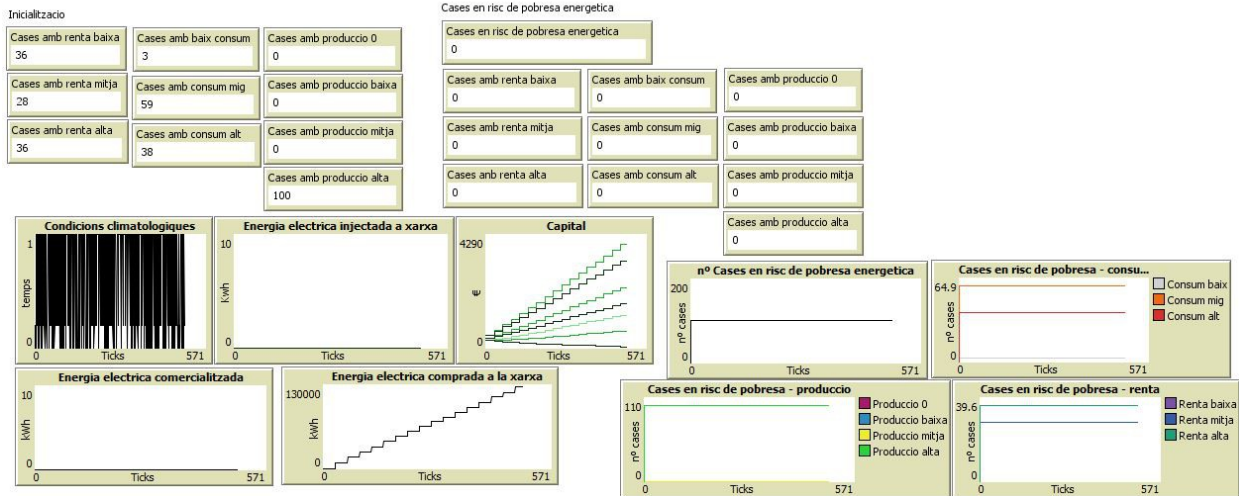 Inicialitzacio
Cases amb renta baixa
36
Cases amb baix consum
3
Cases amb produccio 0
0
Cases amb renta mitja
28
Cases amb consum mig
59
Cases amb produccio baixa
0
Cases amb renta alta
36
Cases amb consum alt
38
Cases amb produccio mitja
0
Cases amb produccio alta
100
Cases en risc de pobresa energetica
Cases en risc de pobresa energetica
0
Cases amb renta baixa
0
Cases amb baix consum
0
Cases amb produccio 0
0
Cases amb renta mitja
0
Cases amb consum mig
0
Cases amb produccio baixa
0
Cases anb renta alta
0
Cases amb consum alt
0
Cases amb produccio mitja
0
Cases amb produccio alta
0
Condicions climatologiques
1
temps
0
Ticks
571
Energia electrica injectada a xarxa
10
Kwh
0
0
Ticks
571
Capital
4290
€
0
0
Ticks
571
nº Cases en risc de pobresa energetica
200
nº cases
0
0
Ticks
571
Cases en risc de pobresa - consu...
64.9
nº cases
0
0
Ticks
571
Consum baix
Consum mig
Consum alt
Energia electrica comercialitzada
10
kWh
0
0
Ticks
571
Energia electrica comprada a la xarxa
130000
kWh
0
0
Ticks
571
Cases en risc de pobresa - produccio
110
nº cases
0
0
Ticks
571
Produccio 0
Produccio baixa
Produccio mitja
Produccio alta
Cases en risc de pobresa - renta
39.6
nº cases
0
0
Ticks
571
Renta baixa
Renta mitja
Renta alta